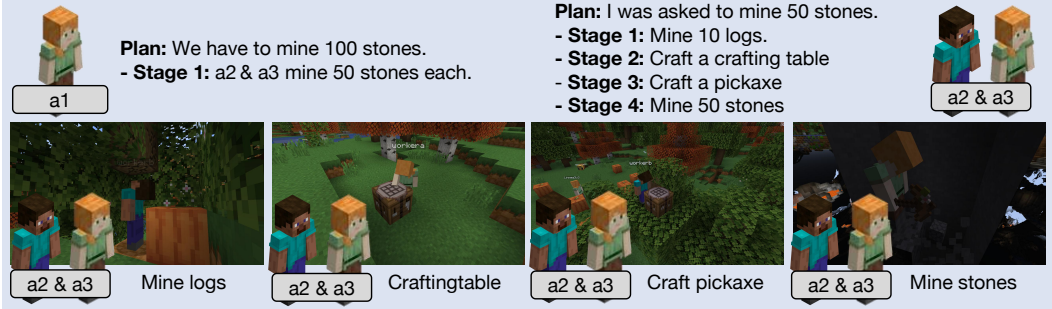 Plan: We have to mine 100 stones.
- Stage 1: a2 & a3 mine 50 stones each.
a1
Plan: I was asked to mine 50 stones.
- Stage 1: Mine 10 logs.
- Stage 2: Craft a crafting table
- Stage 3: Craft a pickaxe
- Stage 4: Mine 50 stones
a2 & a3
workera
workerb
a2 & a3
Mine logs
a2 & a3
Craftingtable
a2 & a3
Craft pickaxe
a2 & a3
Mine stones